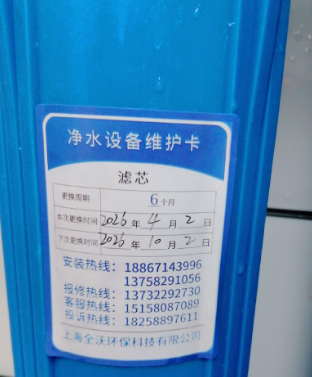 净水设备维护卡
滤芯
更换周期 6个月
本次更换时间 2026年4月2日
下次更换时间 2026年10月2日
安装热线: 18867143996
13758291056
报修热线: 13732292730
客服热线: 15158087089
投诉热线: 18258897611
上海全沃环保科技有限公司